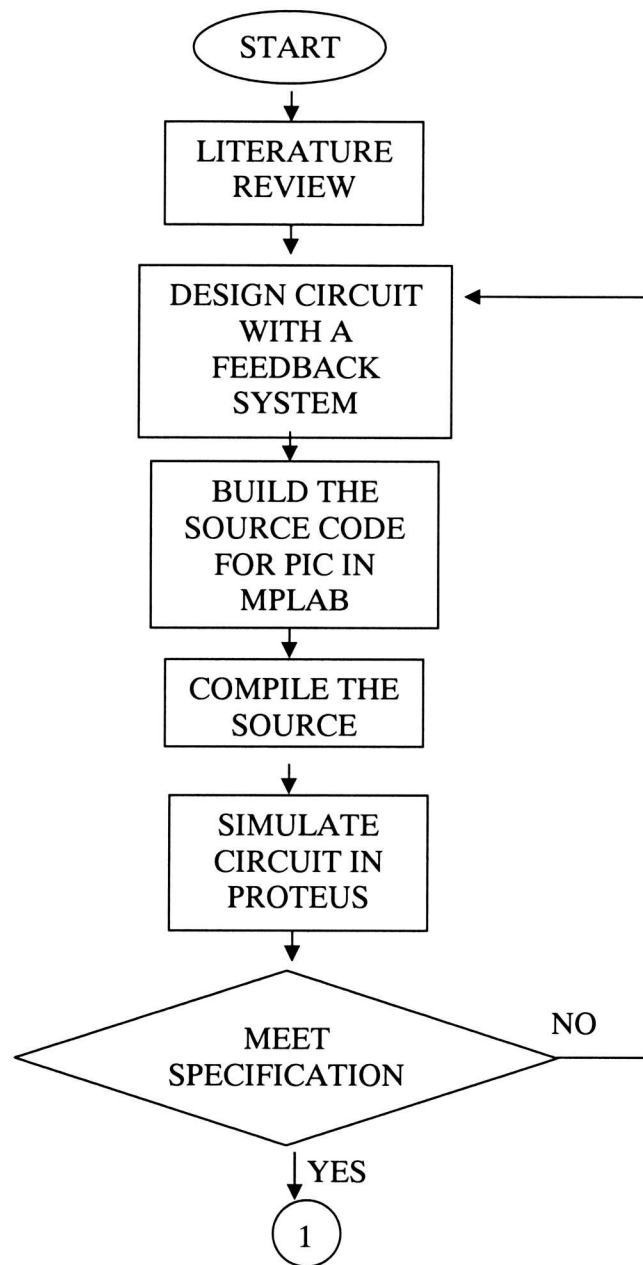 START
LITERATURE
REVIEW
DESIGN CIRCUIT
WITH A
FEEDBACK
SYSTEM
BUILD THE
SOURCE CODE
FOR PIC IN
MPLAB
COMPILE THE
SOURCE
SIMULATE
CIRCUIT IN
PROTEUS
MEET
SPECIFICATION
NO
YES
1